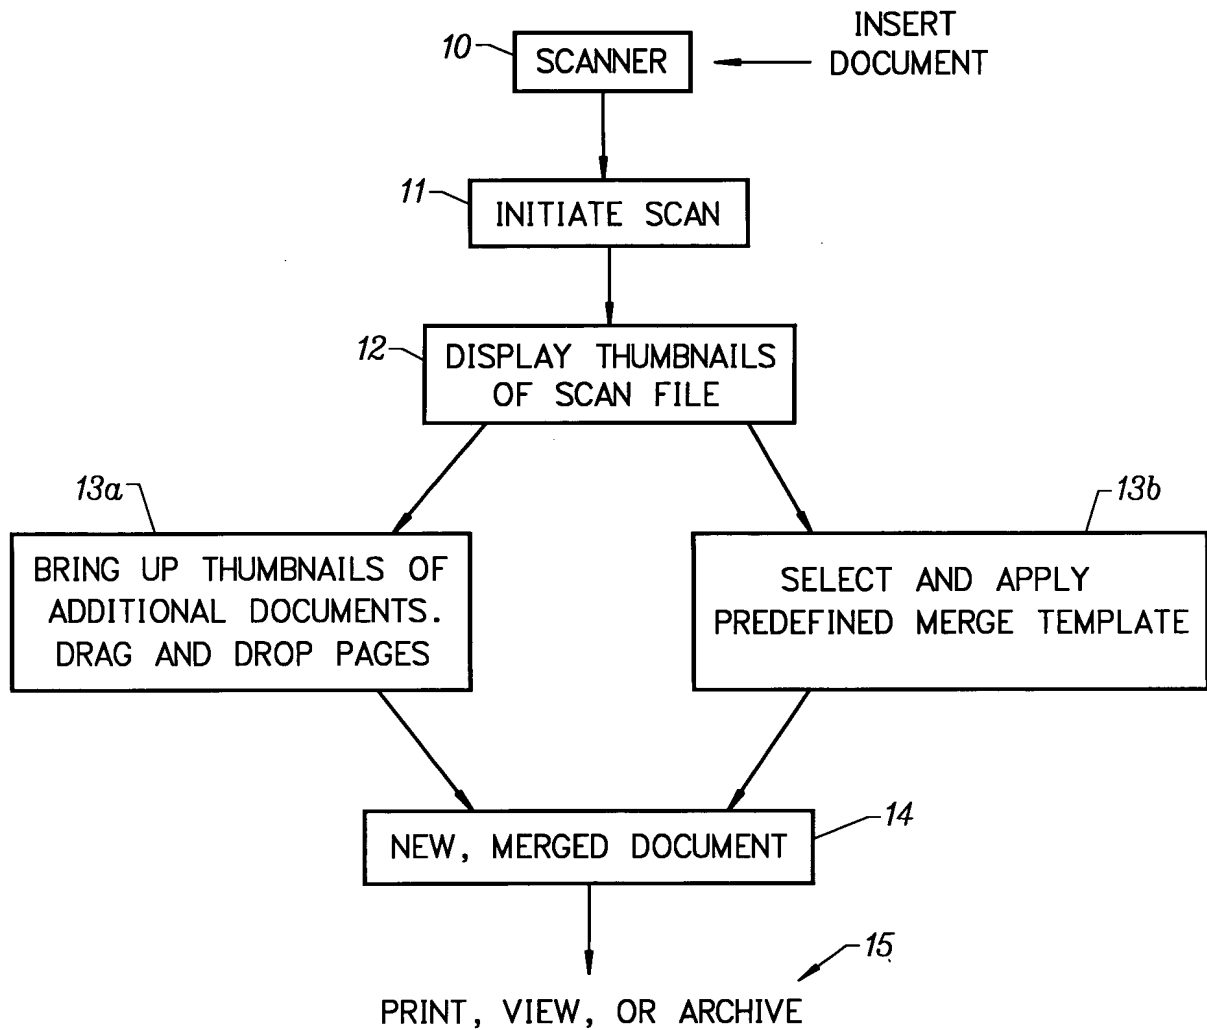 INSERT
DOCUMENT
10
SCANNER
11
INITIATE SCAN
12
DISPLAY THUMBNAILS
OF SCAN FILE
13a
BRING UP THUMBNAILS OF
ADDITIONAL DOCUMENTS.
DRAG AND DROP PAGES
13b
SELECT AND APPLY
PREDEFINED MERGE TEMPLATE
14
NEW, MERGED DOCUMENT
15
PRINT, VIEW, OR ARCHIVE